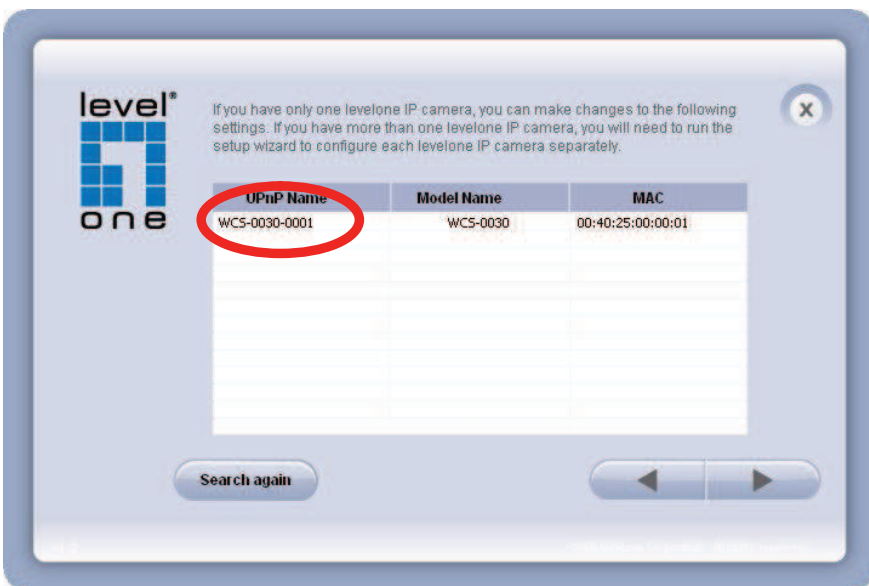 level®
one
If you have only one levelone IP camera, you can make changes to the following
settings. If you have more than one levelone IP camera, you will need to run the
setup wizard to configure each levelone IP camera separately.
UPnP Name Model Name MAC
WCS-0030-0001 WCS-0030 00:40:25:00:00:01
Search again